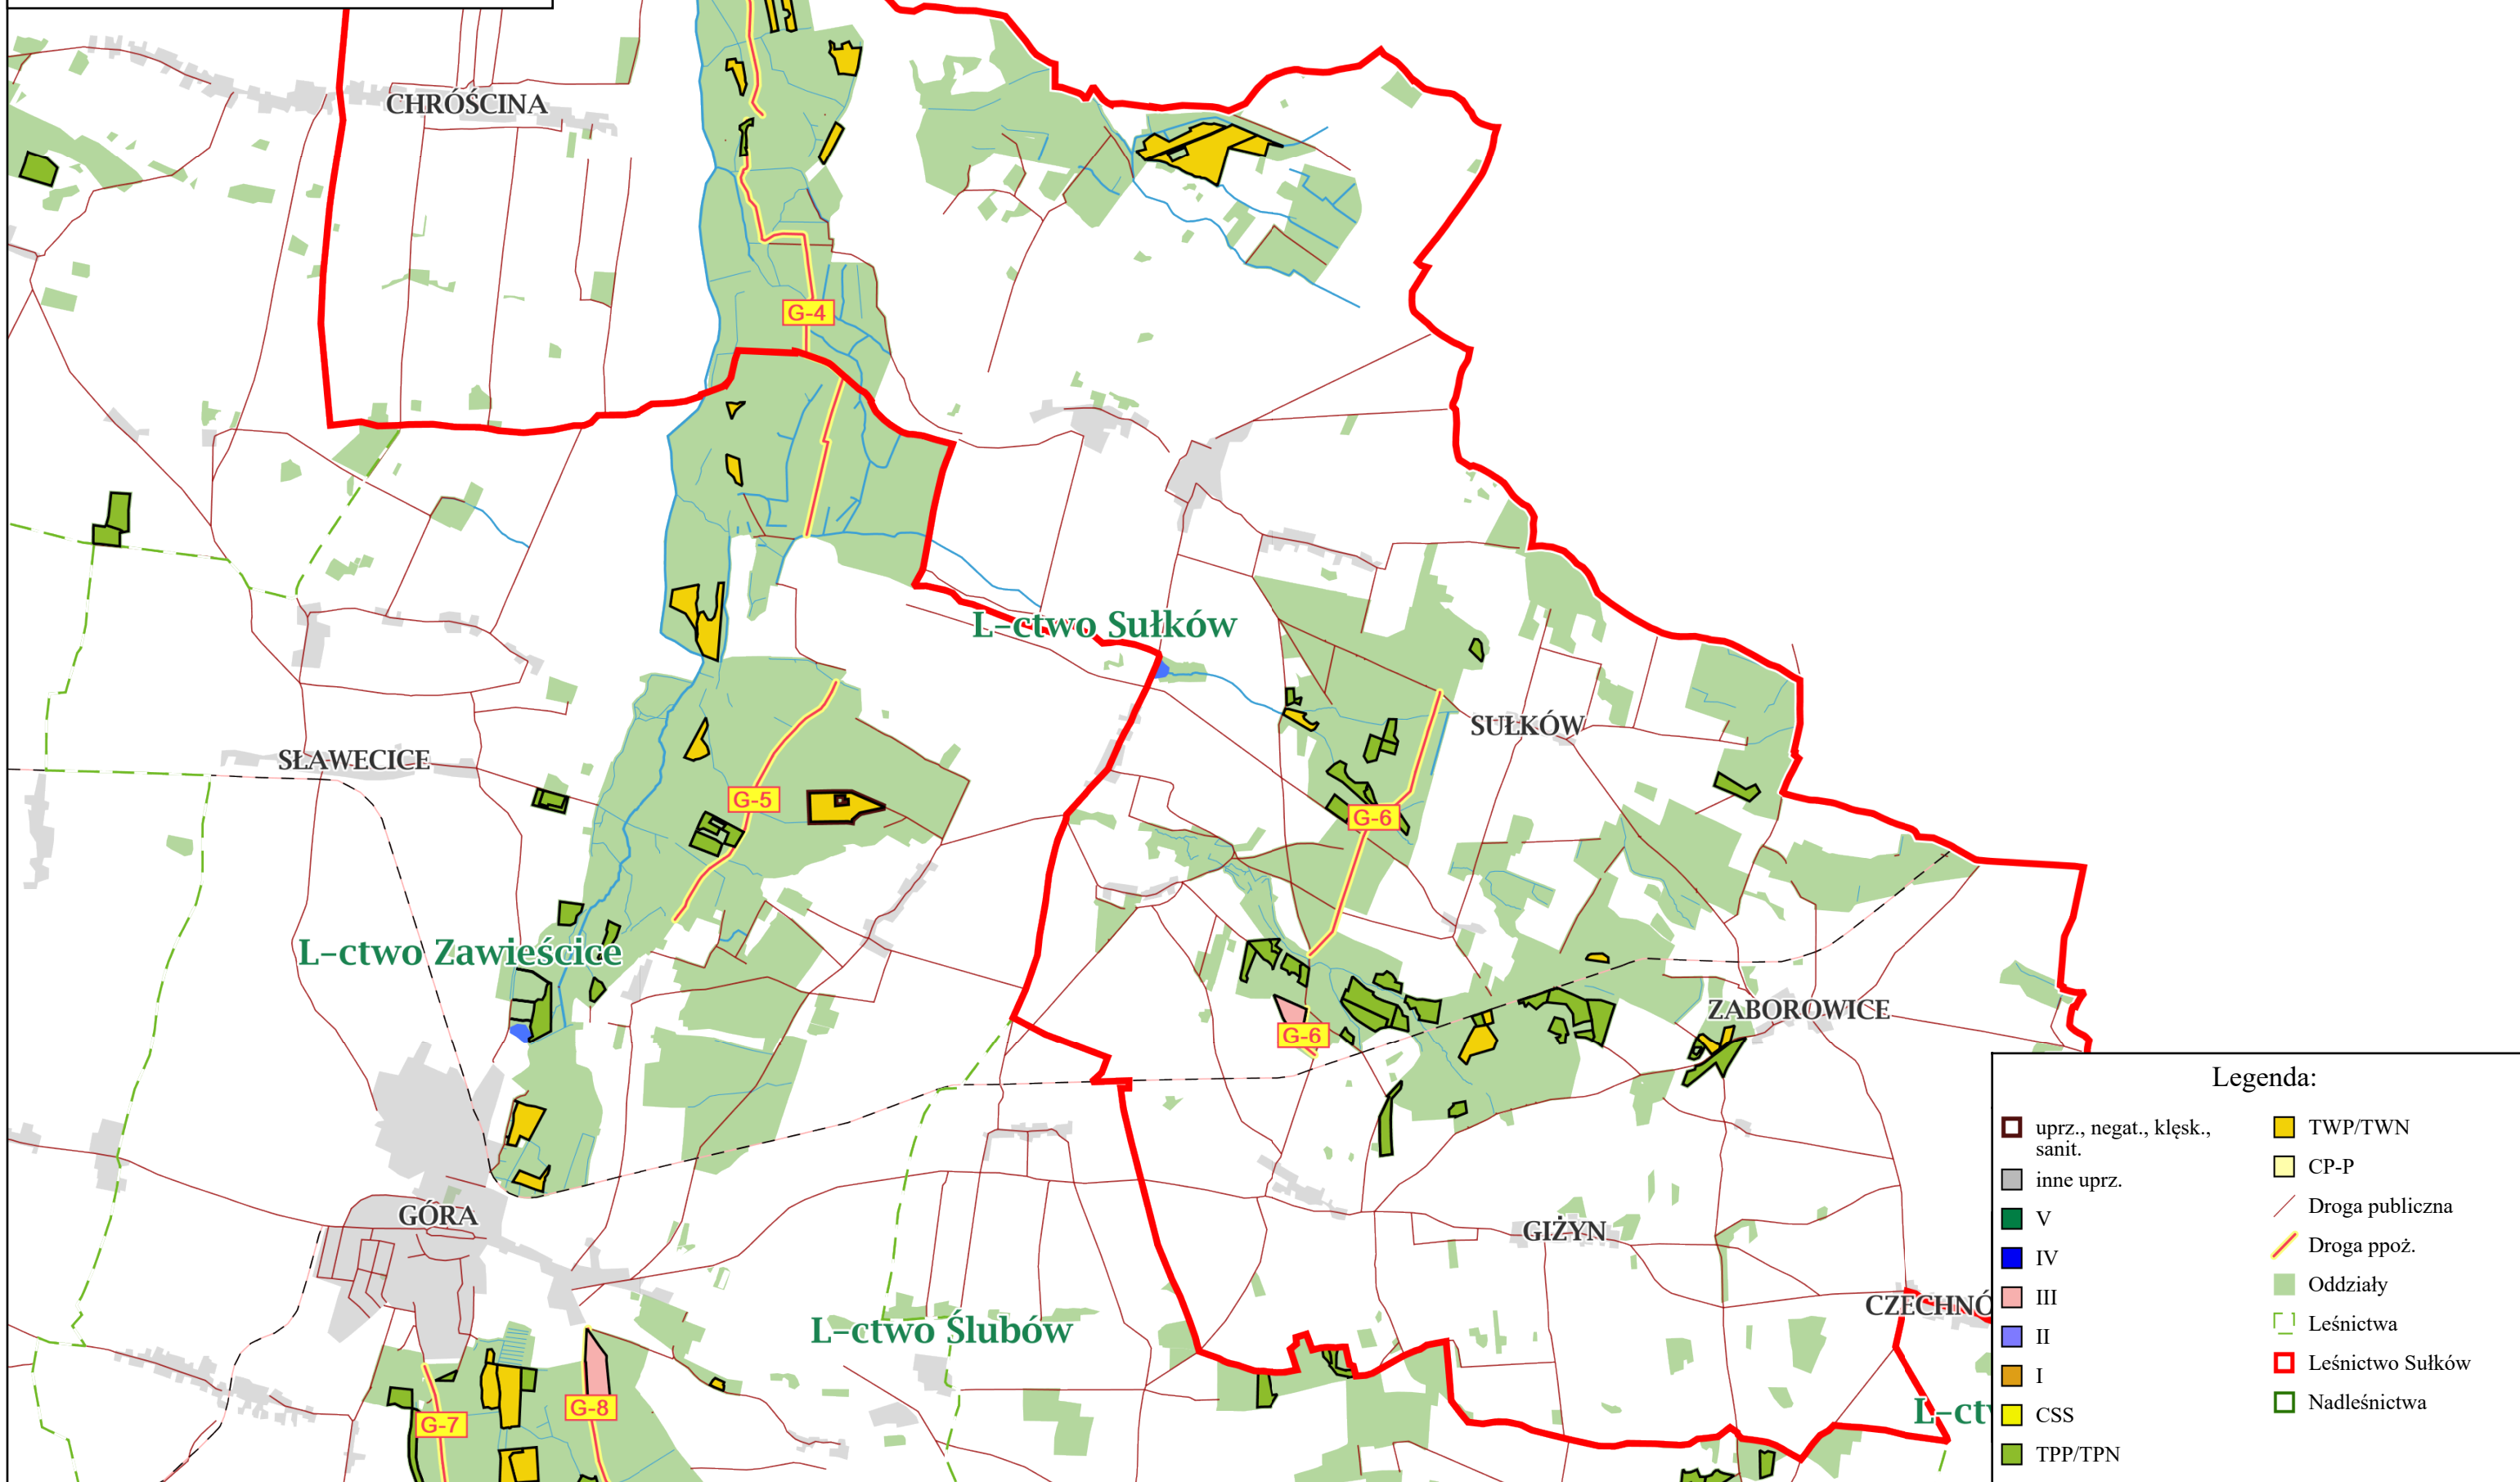 CHRÓŚCINA
G-4
L-ctwo Sułków
SUŁKÓW
SŁAWECICE
G-5
G-6
L-ctwo Zawieścice
ZABOROWICE
G-6
GÓRA
GIŻYN
CZECHNÓ
L-ctwo Ślubów
G-7
G-8
L-ctw
Legenda:
uprz., negat., klęsk.,
sanit.
inne uprz.
V
IV
III
II
I
CSS
TPP/TPN
TWP/TWN
CP-P
Droga publiczna
Droga ppoż.
Oddziały
Leśnictwa
Leśnictwo Sułków
Nadleśnictwa